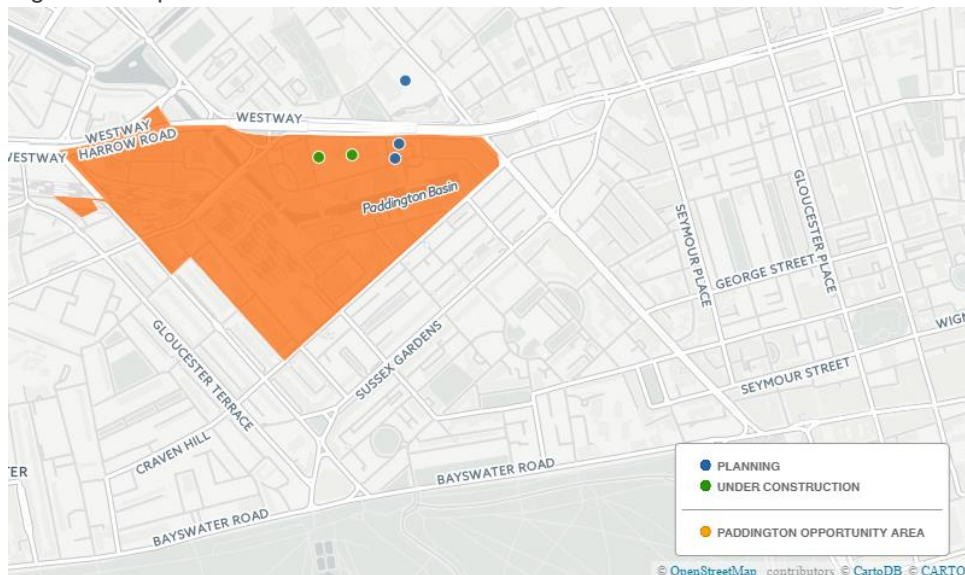 WESTWAY
WESTWAY
HARROW ROAD
WESTWAY
Paddington Basin
SEYMOUR PLACE
GLOUCESTER PLACE
GEORGE STREET
WIG
GLOUCESTER TERRACE
SUSSEX GARDENS
SEYMOUR STREET
CRAVEN HILL
TER
BAYSWATER ROAD
BAYSWATER ROAD
PLANNING
UNDER CONSTRUCTION
PADDINGTON OPPORTUNITY AREA
© OpenStreetMap contributors © CartoDB, © CARTO